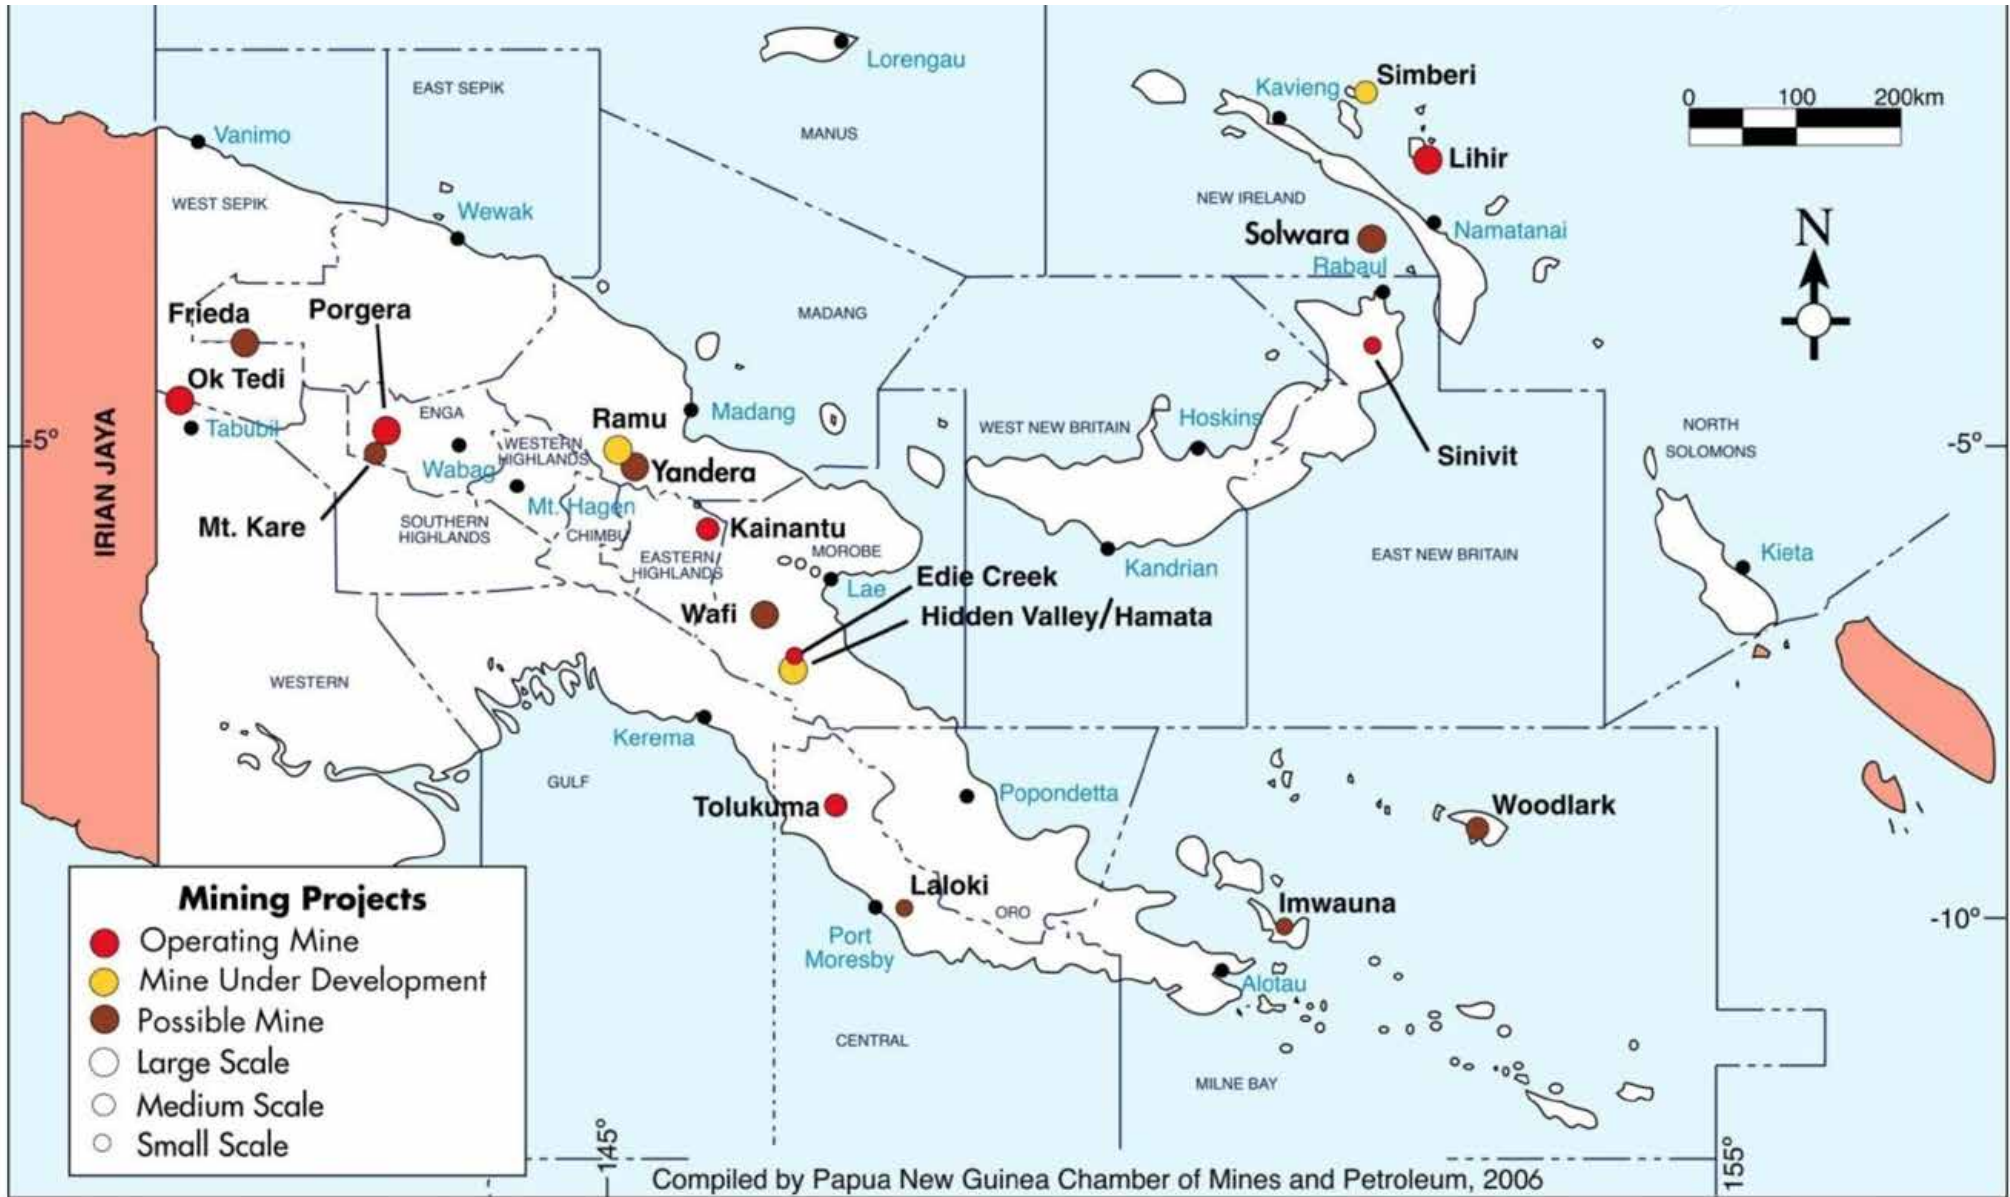 Lorengau
Simberi
Kavieng
EAST SEPIK
0 100 200km
MANUS
Vanimo
Lihir
WEST SEPIK
NEW IRELAND
Wewak
N
Namatanai
Solwara
Rabaul
Frieda
Porgera
MADANG
Ok Tedi
ENGA
Madang
Ramu
Hoskins
WEST NEW BRITAIN
NORTH
SOLOMONS
Tabubil
-5°
-5°
IRIAN JAYA
WESTERN
HIGHLANDS
Wabag
Yandera
Sinivit
Mt. Hagen
Mt. Kare
SOUTHERN
HIGHLANDS
CHIMBU
Kainantu
MOROBE
EASTERN
HIGHLANDS
EAST NEW BRITAIN
Kieta
Kandrian
Lae
Edie Creek
Wafi
Hidden Valley/Hamata
WESTERN
Kerema
GULF
Popondetta
Tolukuma
Woodlark
Laloki
ORO
Imwauna
-10°
Port
Moresby
Alotau
CENTRAL
MILNE BAY
Mining Projects
Operating Mine
Mine Under Development
Possible Mine
Large Scale
Medium Scale
Small Scale
145°
155°
Compiled by Papua New Guinea Chamber of Mines and Petroleum, 2006